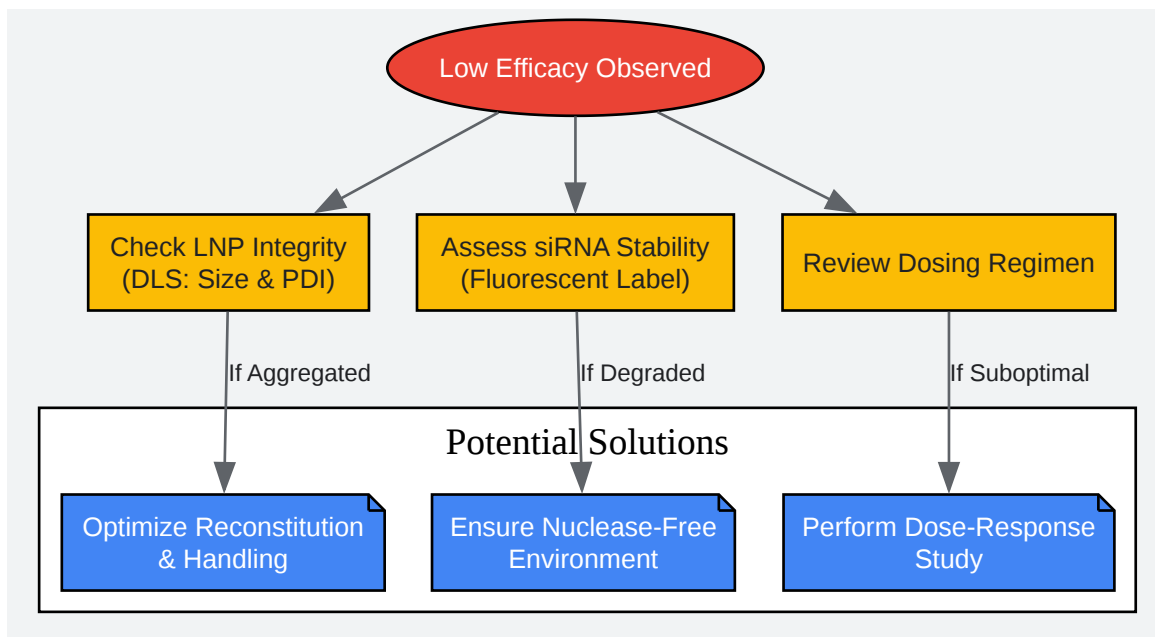 Low Efficacy Observed
Check LNP Integrity
(DLS: Size & PDI)
Assess siRNA Stability
(Fluorescent Label)
Review Dosing Regimen
If Aggregated
If Degraded
If Suboptimal
Potential Solutions
Optimize Reconstitution
& Handling
Ensure Nuclease-Free
Environment
Perform Dose-Response
Study